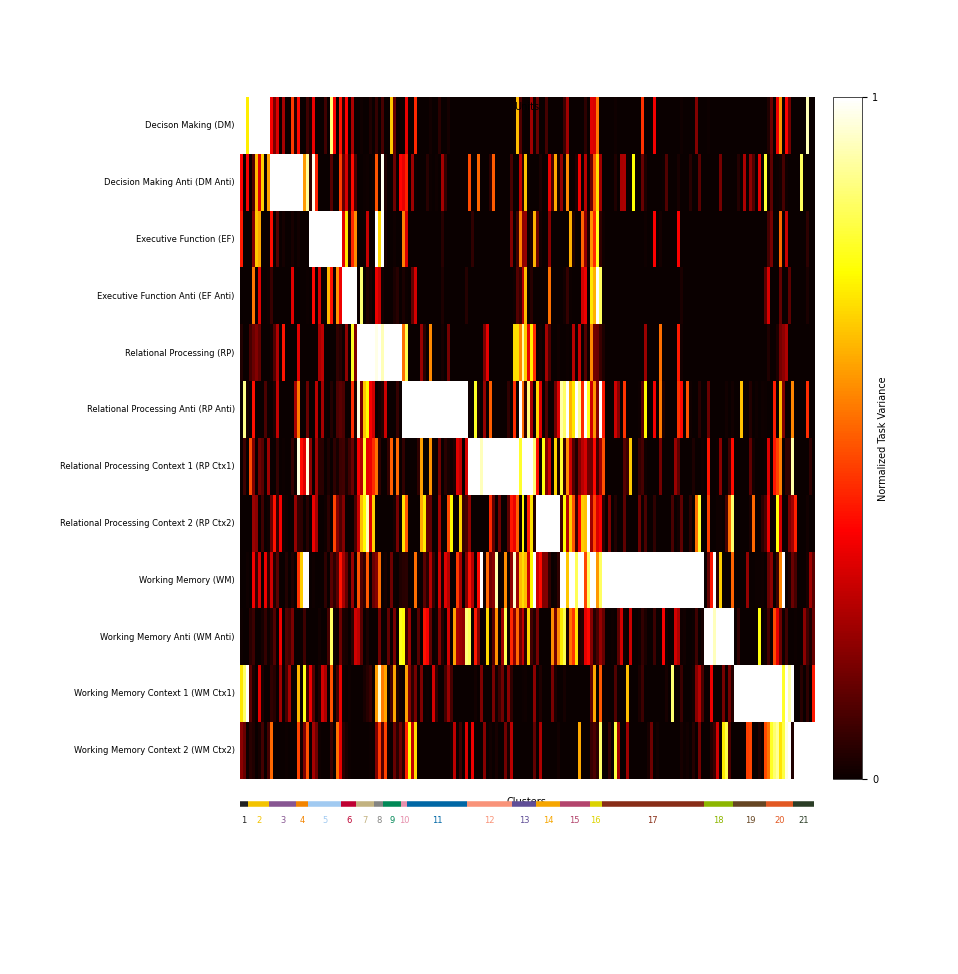 1
Decison Making (DM)
Decision Making Anti (DM Anti)
Executive Function (EF)
Executive Function Anti (EF Anti)
Relational Processing (RP)
Relational Processing Anti (RP Anti)
Relational Processing Context 1 (RP Ctx1)
Relational Processing Context 2 (RP Ctx2)
Working Memory (WM)
Working Memory Anti (WM Anti)
Working Memory Context 1 (WM Ctx1)
Working Memory Context 2 (WM Ctx2)
Normalized Task Variance
0
Clusters
1 2 3 4 5 6 7 8 9 10 11 12 13 14 15 16 17 18 19 20 21